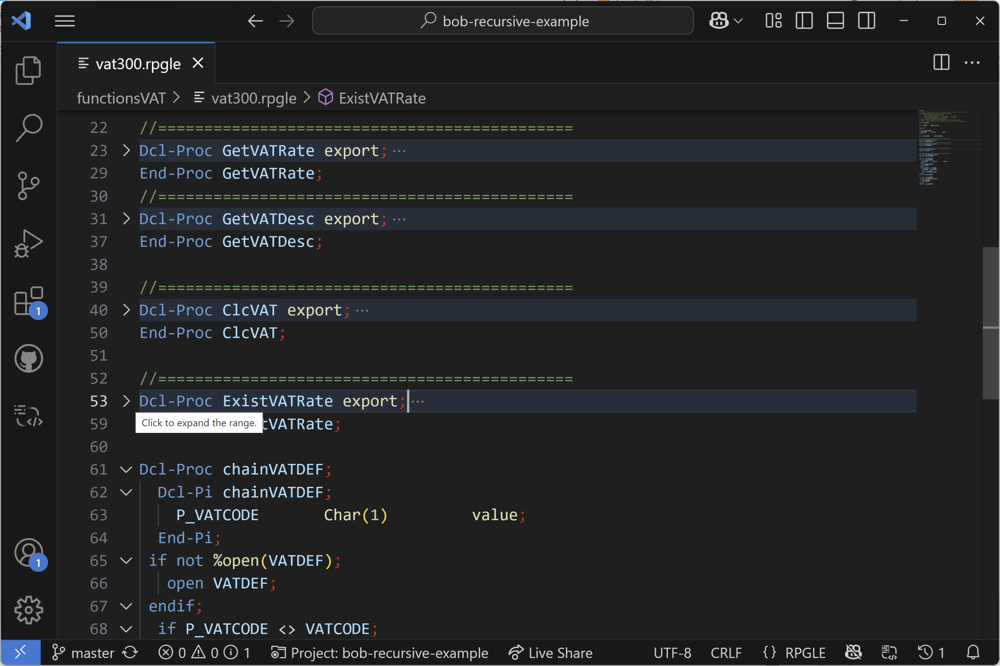 bob-recursive-example
vat300.rpgle
functionsVAT > vat300.rpgle > ExistVATRate
22 //=============================================
23 Dcl-Proc GetVATRate export; ···
29 End-Proc GetVATRate;
30 //=============================================
31 Dcl-Proc GetVATDesc export; ···
37 End-Proc GetVATDesc;
38
39 //=============================================
40 Dcl-Proc ClcVAT export; ···
50 End-Proc ClcVAT;
51
52 //=============================================
53 Dcl-Proc ExistVATRate export; ···
59 tVATRate;
Click to expand the range.
60
61 Dcl-Proc chainVATDEF;
62 Dcl-Pi chainVATDEF;
63 P_VATCODE Char(1) value;
64 End-Pi;
65 if not %open(VATDEF);
66 open VATDEF;
67 endif;
68 if P_VATCODE <> VATCODE;
1
1
master 0 0 1 Project: bob-recursive-example Live Share UTF-8 CRLF {} RPGLE 1